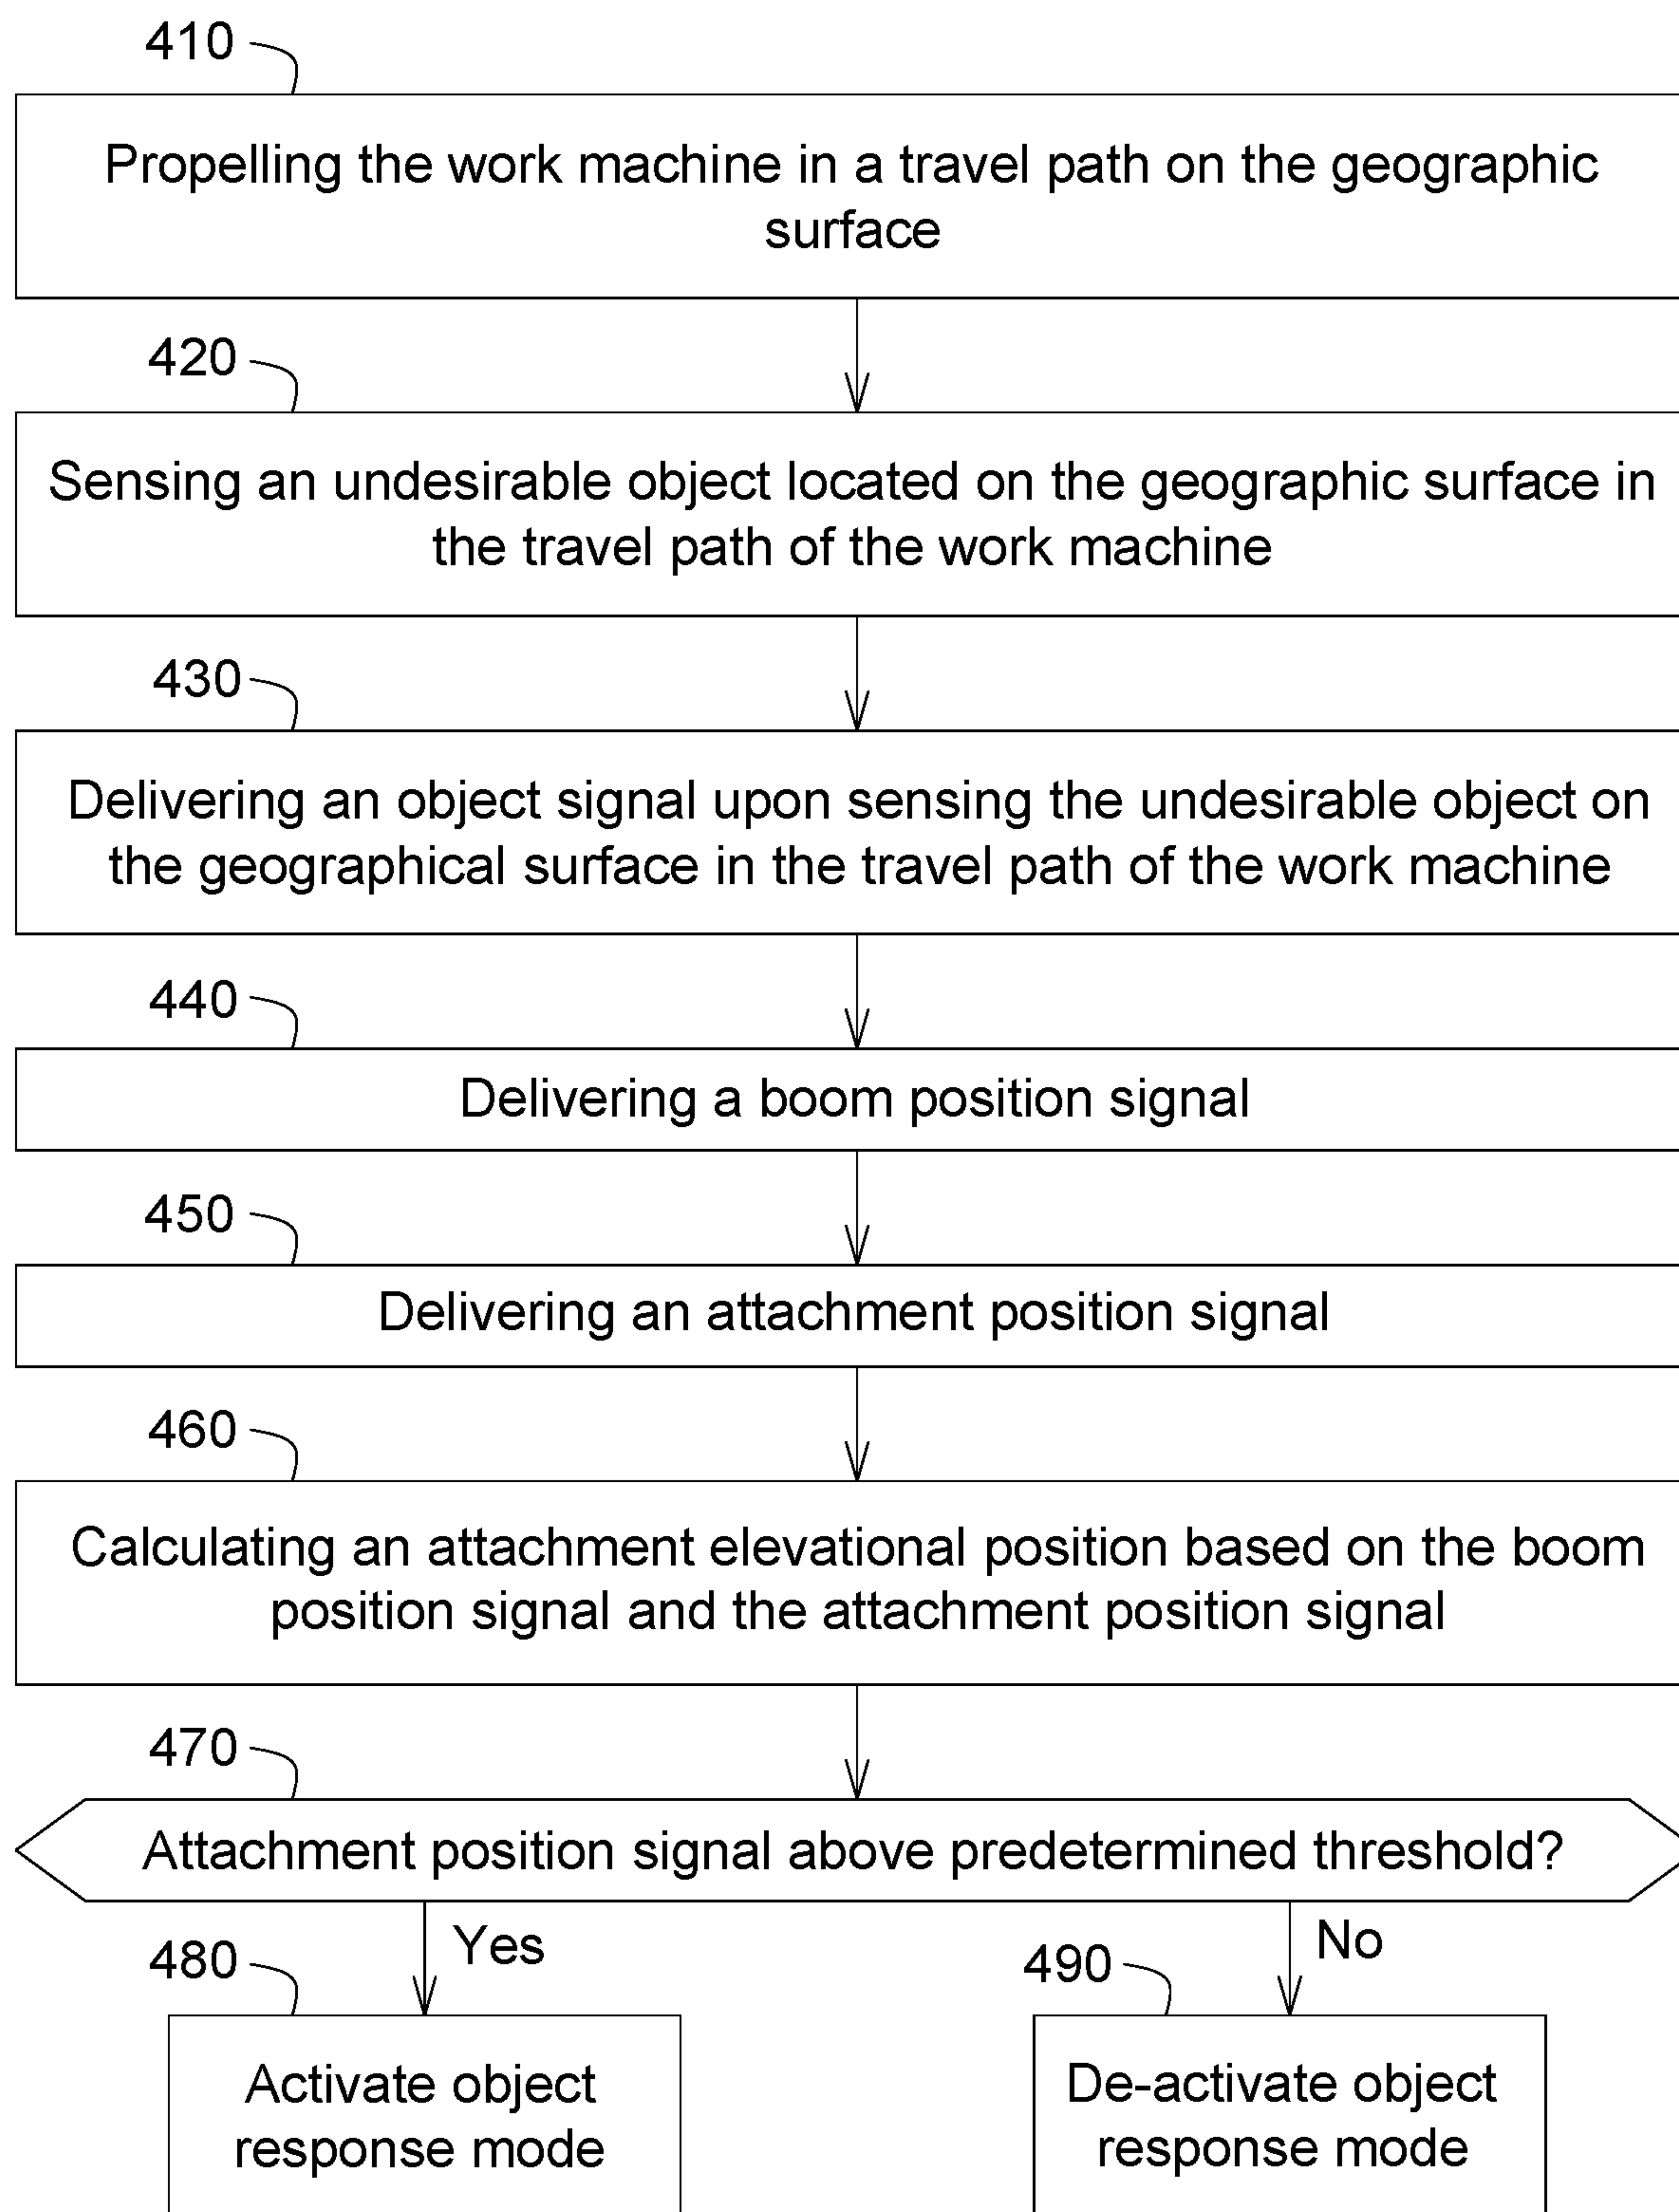 410
Propelling the work machine in a travel path on the geographic
surface
420
Sensing an undesirable object located on the geographic surface in
the travel path of the work machine
430
Delivering an object signal upon sensing the undesirable object on
the geographical surface in the travel path of the work machine
440
Delivering a boom position signal
450
Delivering an attachment position signal
460
Calculating an attachment elevational position based on the boom
position signal and the attachment position signal
470
Attachment position signal above predetermined threshold?
Yes
No
480
490
Activate object
response mode
De-activate object
response mode